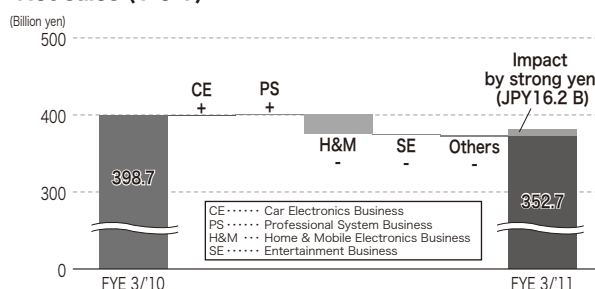 (Billion yen)
500
400
300
0
CE
+
PS
+
H&M
-
SE
-
Others
-
Impact
by strong yen
(JPY16.2 B)
398.7
352.7
CE ······ Car Electronics Business
PS ······ Professional System Business
H&M ··· Home & Mobile Electronics Business
SE ······ Entertainment Business
FYE 3/'10
FYE 3/'11